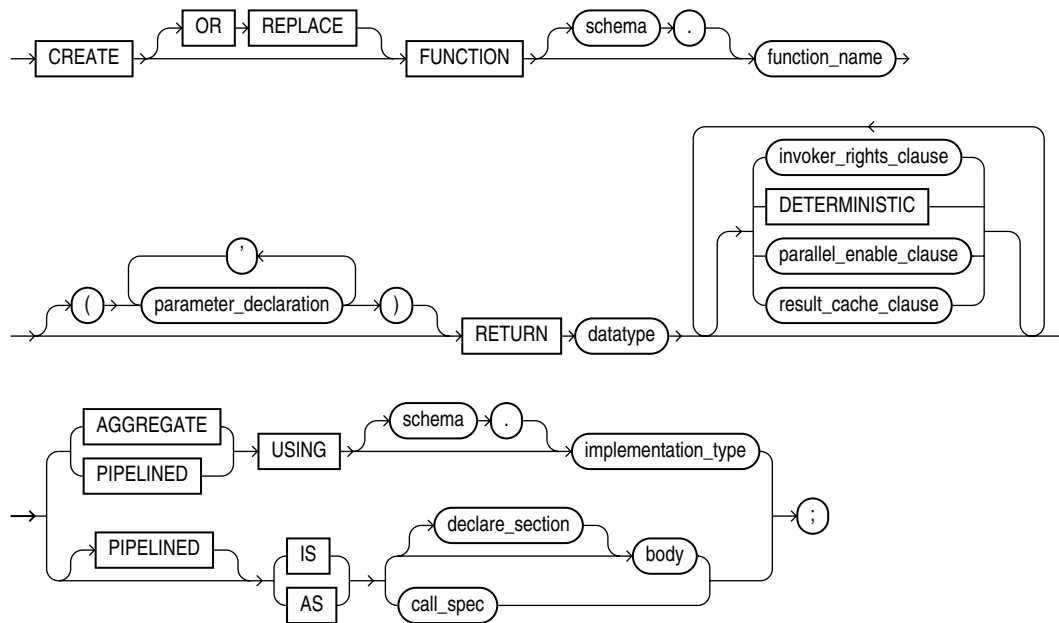 OR REPLACE schema .
CREATE FUNCTION function_name
invoker_rights_clause
DETERMINISTIC
,
parallel_enable_clause
( parameter_declaration ) result_cache_clause
RETURN datatype
AGGREGATE schema .
USING implementation_type
PIPELINED
declare_section ;
PIPELINED IS body
AS call_spec